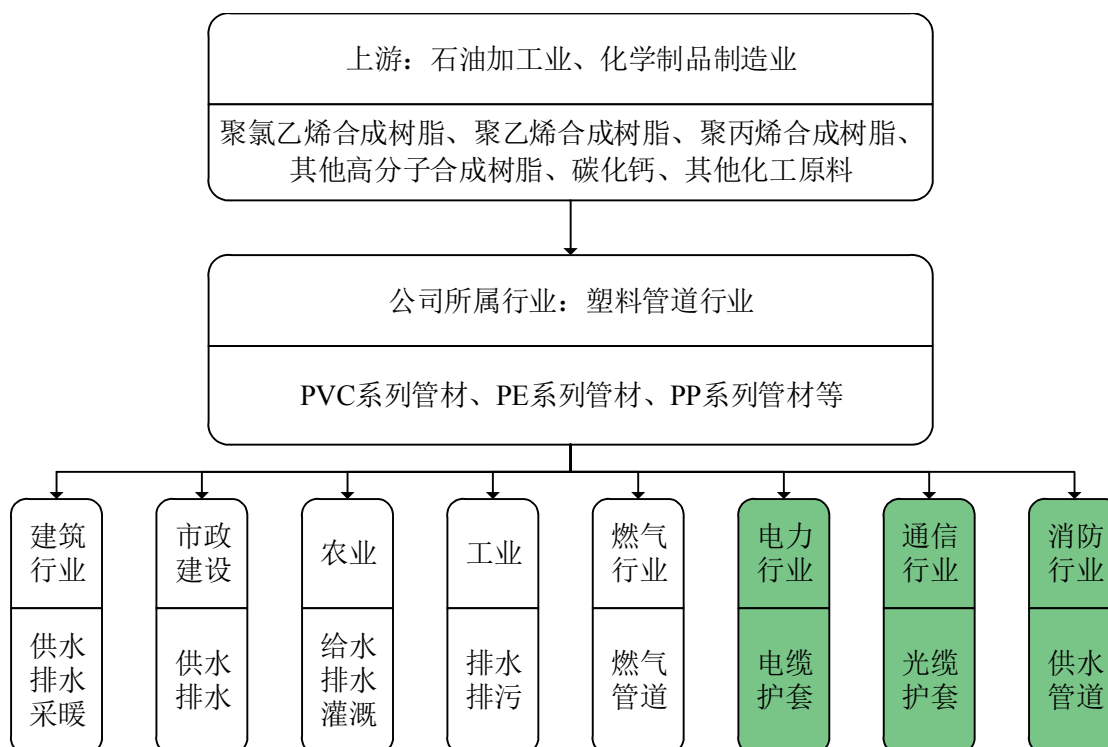 上游：石油加工业、化学制品制造业
聚氯乙烯合成树脂、聚乙烯合成树脂、聚丙烯合成树脂、
其他高分子合成树脂、碳化钙、其他化工原料
公司所属行业：塑料管道行业
PVC系列管材、PE系列管材、PP系列管材等
建筑
行业
供水
排水
采暖
市政
建设
供水
排水
农业
给水
排水
灌溉
工业
排水
排污
燃气
行业
燃气
管道
电力
行业
电缆
护套
通信
行业
光缆
护套
消防
行业
供水
管道